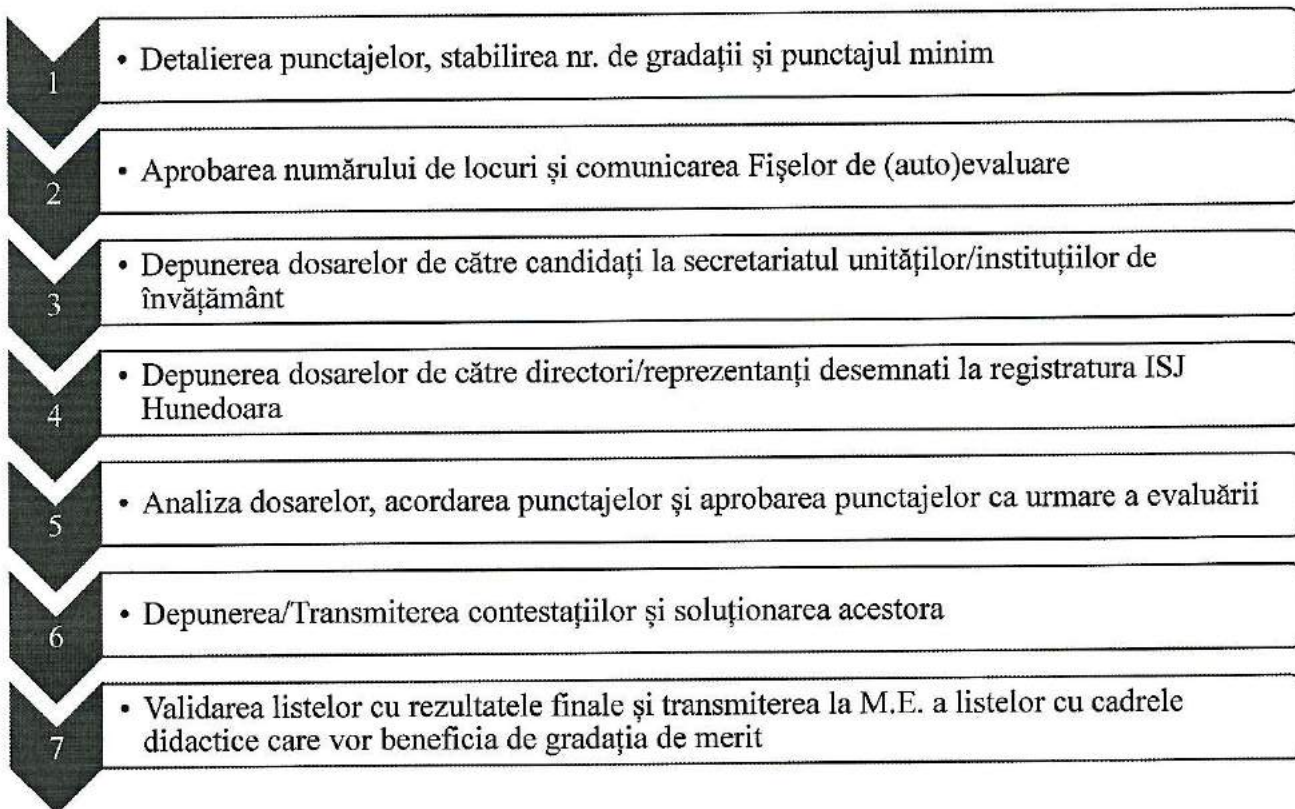 1
• Detalierea punctajelor, stabilirea nr. de gradații și punctajul minim
2
• Aprobarea numărului de locuri și comunicarea Fișelor de (auto)evaluare
3
• Depunerea dosarelor de către candidați la secretariatul unităților/instituțiilor de
învățământ
4
• Depunerea dosarelor de către directori/reprezentanți desemnati la registratura ISJ
Hunedoara
5
• Analiza dosarelor, acordarea punctajelor și aprobarea punctajelor ca urmare a evaluării
6
• Depunerea/Transmiterea contestațiilor și soluționarea acestora
7
• Validarea listelor cu rezultatele finale și transmiterea la M.E. a listelor cu cadrele
didactice care vor beneficia de gradația de merit